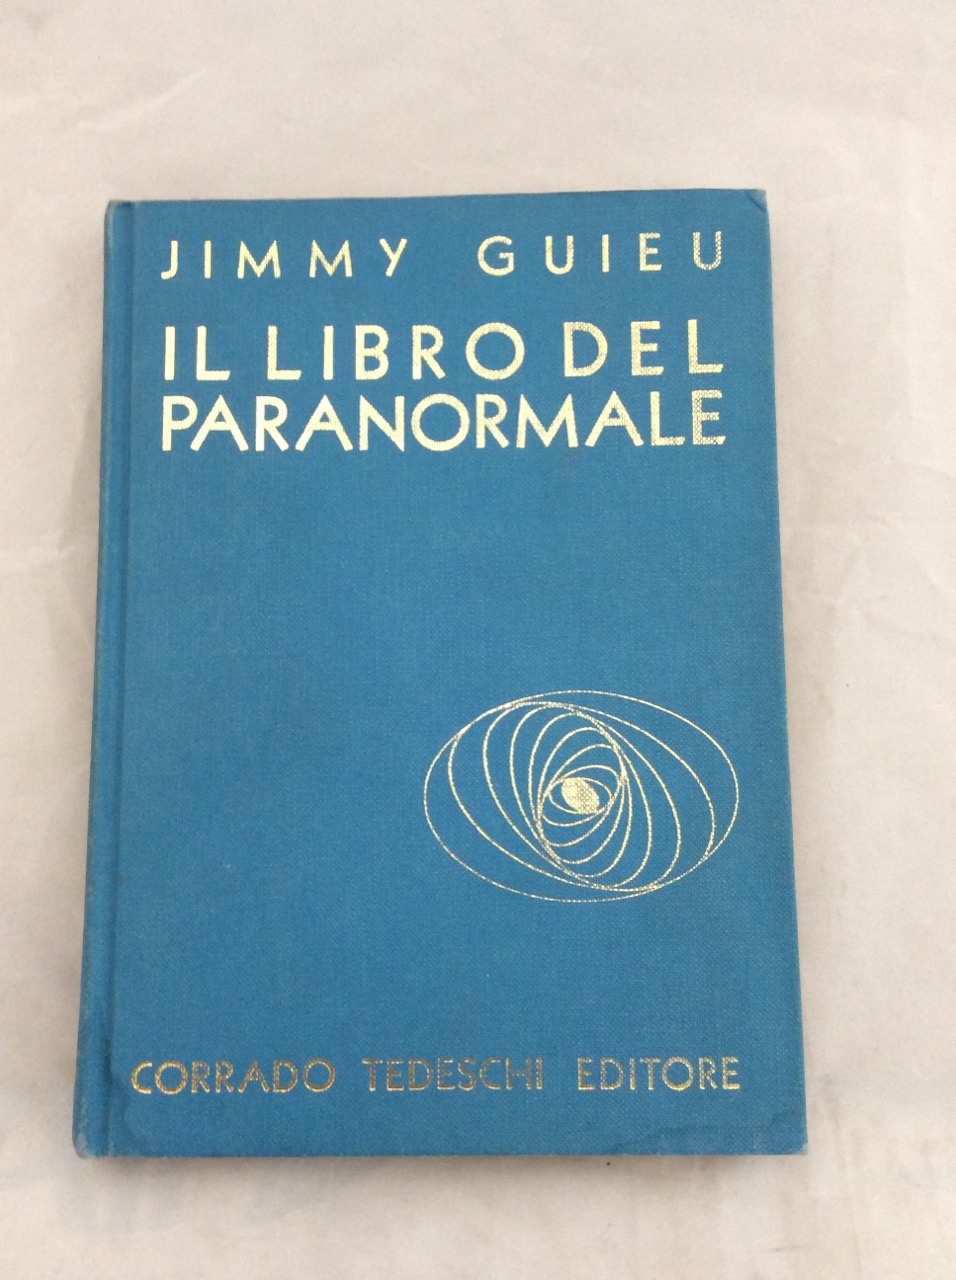 JIMMY GUIEU
IL LIBRO DEL
PARANORMALE
CORRADO TEDESCHI EDITORE